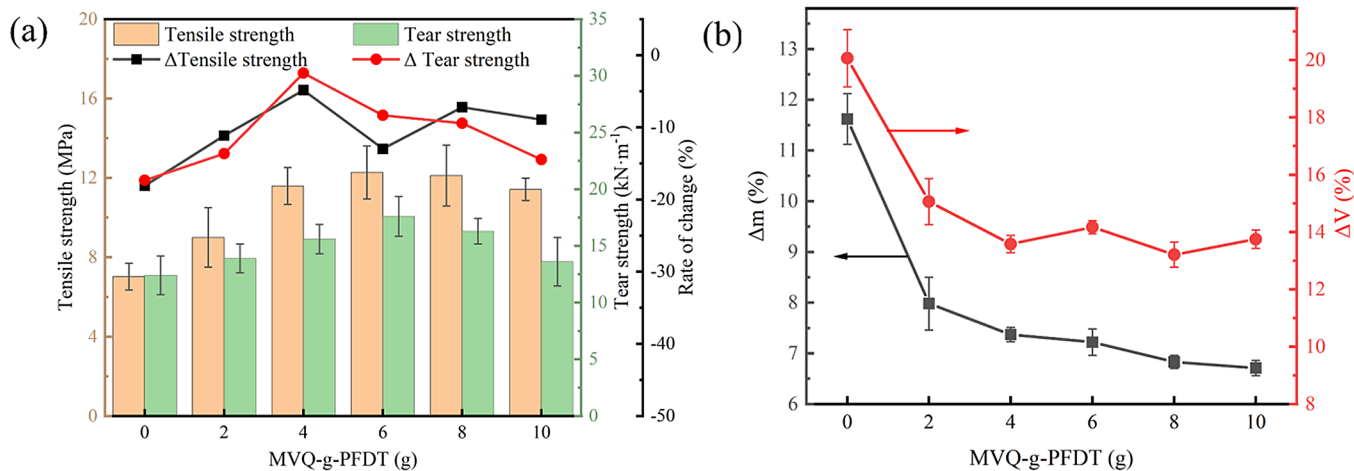 (a)
Tensile strength
Tear strength
ΔTensile strength
Δ Tear strength
20
16
12
8
4
0
Tensile strength (MPa)
35
30
25
20
15
10
5
0
Tear strength (kN·m⁻¹)
0
-10
-20
-30
-40
-50
Rate of change (%)
0 2 4 6 8 10
MVQ-g-PFDT (g)
(b)
13
12
11
10
9
8
7
6
Δm (%)
20
18
16
14
12
10
8
ΔV (%)
0 2 4 6 8 10
MVQ-g-PFDT (g)